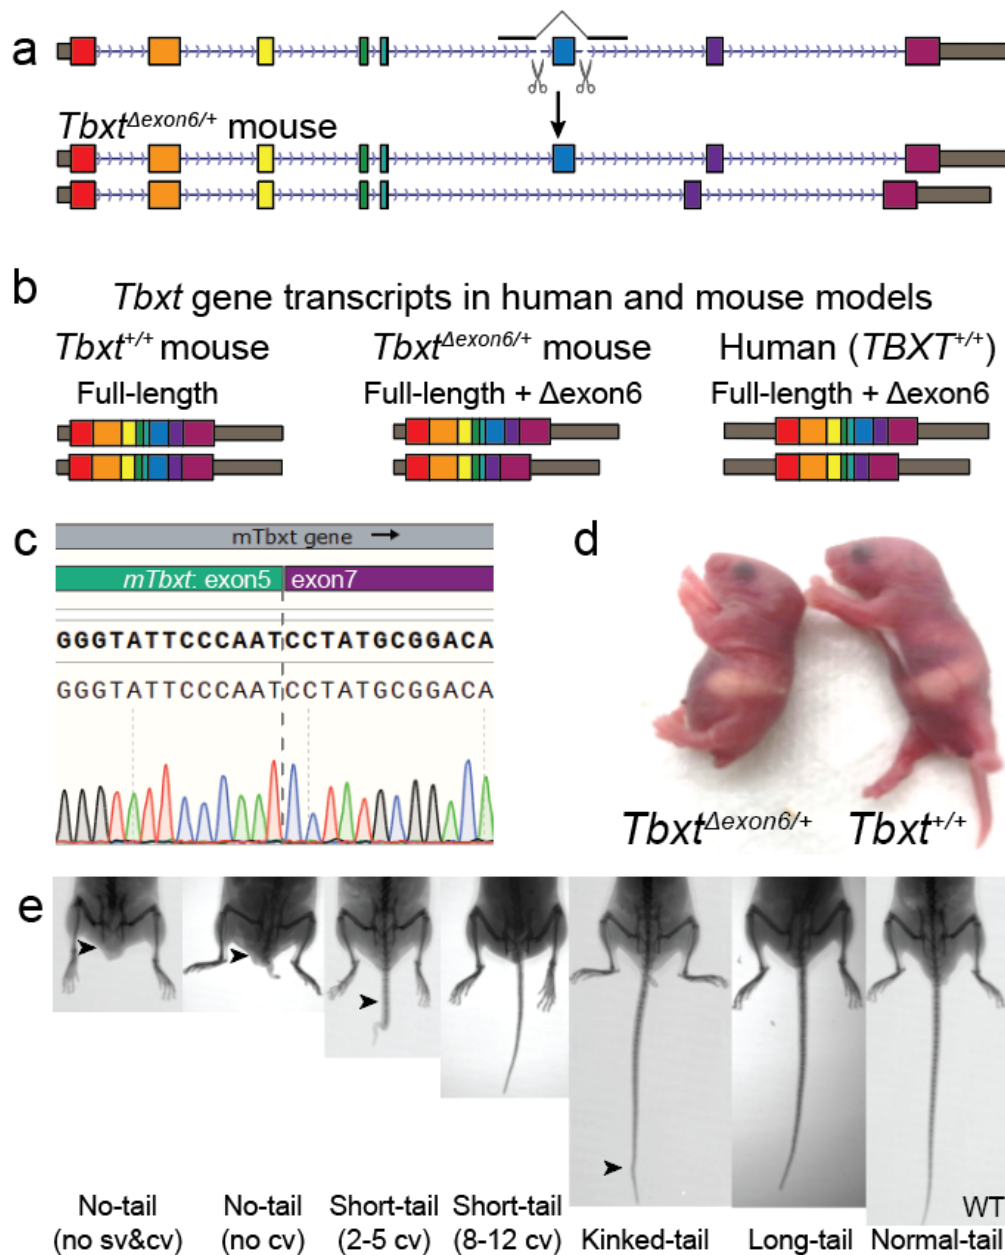 a
Tbxt^Δexon6/+ mouse
b
Tbxt gene transcripts in human and mouse models
Tbxt^+/+ mouse
Full-length
Tbxt^Δexon6/+ mouse
Full-length + Δexon6
Human (TBXT^+/+)
Full-length + Δexon6
c
mTbxt gene
mTbxt: exon5
exon7
GGGTATTCCCAATCCTATGCGGACA
GGGTATTCCCAATCCTATGCGGACA
d
Tbxt^Δexon6/+
Tbxt^+/+
e
No-tail
(no sv&cv)
No-tail
(no cv)
Short-tail
(2-5 cv)
Short-tail
(8-12 cv)
Kinked-tail
Long-tail
WT
Normal-tail